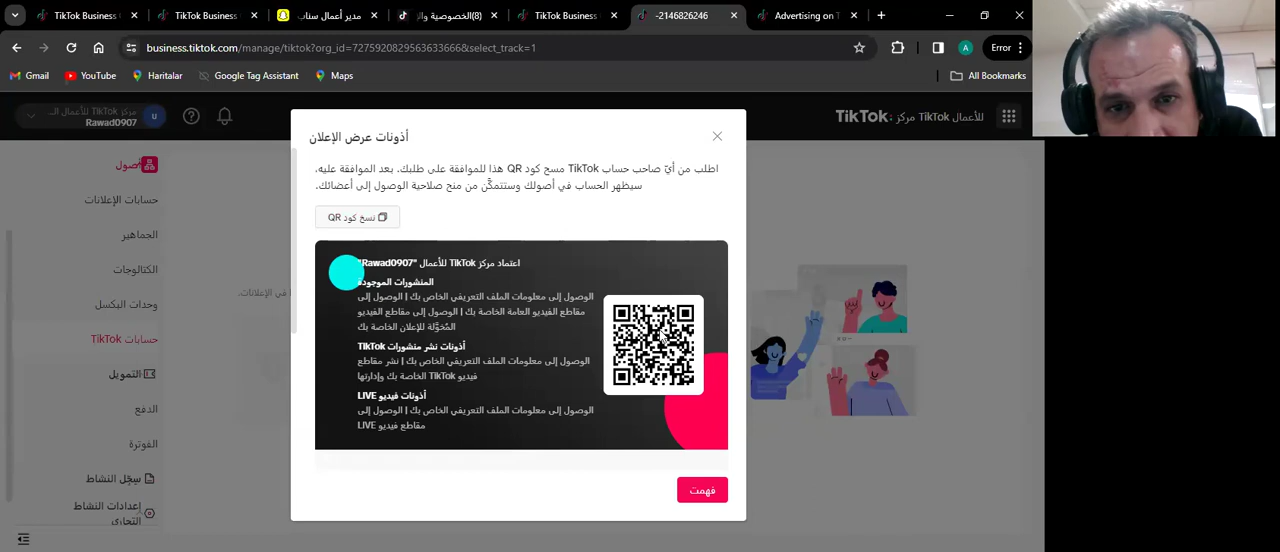 TikTok Business
TikTok Business
مدير أعمال سناب
(8)الخصوصية والإ
TikTok Business
-2146826246
Advertising on T
business.tiktok.com/manage/tiktok?org_id=7275920829563633666&select_track=1
A
Error
Gmail
YouTube
Haritalar
Google Tag Assistant
Maps
All Bookmarks
مركز TikTok للأعمال الـ
Rawad0907
U
TikTok: مركز TikTok للأعمال
أصول
حسابات الإعلانات
الجماهير
الكتالوجات
وحدات البكسل
حسابات TikTok
التمويل
الدفع
الفوترة
سجّل النشاط
إعدادات النشاط
التجاري
في الإعلانات.
أذونات عرض الإعلان
اطلب من أيّ صاحب حساب TikTok مسح كود QR هذا للموافقة على طلبك. بعد الموافقة عليه.
سيظهر الحساب في أصولك وستتمكَّن من منح صلاحية الوصول إلى أعضائك.
نسخ كود QR
اعتماد مركز TikTok للأعمال "Rawad0907"
المنشورات الموجودة
الوصول إلى معلومات الملف التعريفي الخاص بك | الوصول إلى
مقاطع الفيديو العامة الخاصة بك | الوصول إلى مقاطع الفيديو
المُخوَّلة للإعلان الخاصة بك
أذونات نشر منشورات TikTok
الوصول إلى معلومات الملف التعريفي الخاص بك | نشر مقاطع
فيديو TikTok الخاصة بك وإدارتها
أذونات فيديو LIVE
الوصول إلى معلومات الملف التعريفي الخاص بك | الوصول إلى
مقاطع فيديو LIVE
فهمت